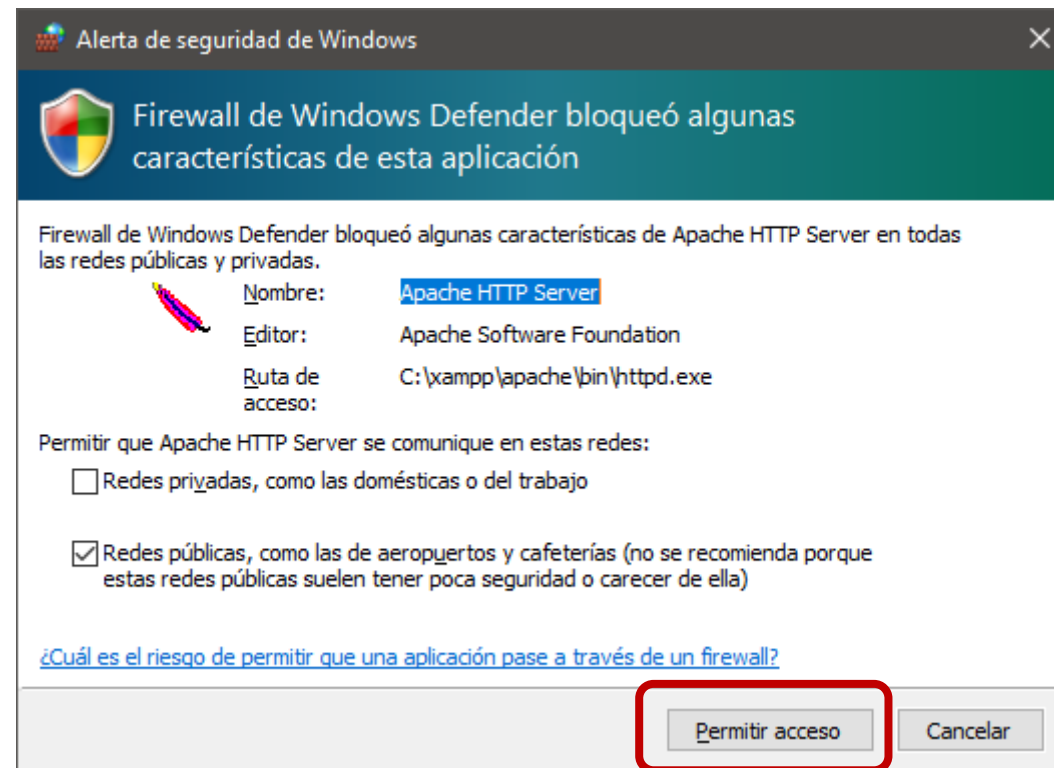 Alerta de seguridad de Windows
Firewall de Windows Defender bloqueó algunas
características de esta aplicación
Firewall de Windows Defender bloqueó algunas características de Apache HTTP Server en todas
las redes públicas y privadas.
Nombre: Apache HTTP Server
Editor: Apache Software Foundation
Ruta de C:\xampp\apache\bin\httpd.exe
acceso:
Permitir que Apache HTTP Server se comunique en estas redes:
Redes privadas, como las domésticas o del trabajo
Redes públicas, como las de aeropuertos y cafeterías (no se recomienda porque
estas redes públicas suelen tener poca seguridad o carecer de ella)
¿Cuál es el riesgo de permitir que una aplicación pase a través de un firewall?
Permitir acceso Cancelar